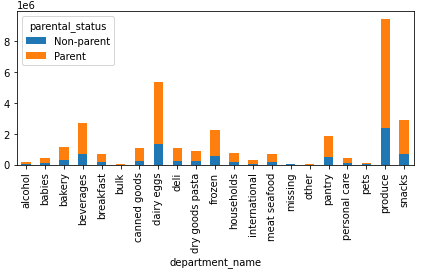 1e6
parental_status
Non-parent
Parent
8
6
4
2
0
alcohol
babies
bakery
beverages
breakfast
bulk
canned goods
dairy eggs
deli
dry goods pasta
frozen
households
international
meat seafood
missing
other
pantry
personal care
pets
produce
snacks
department_name